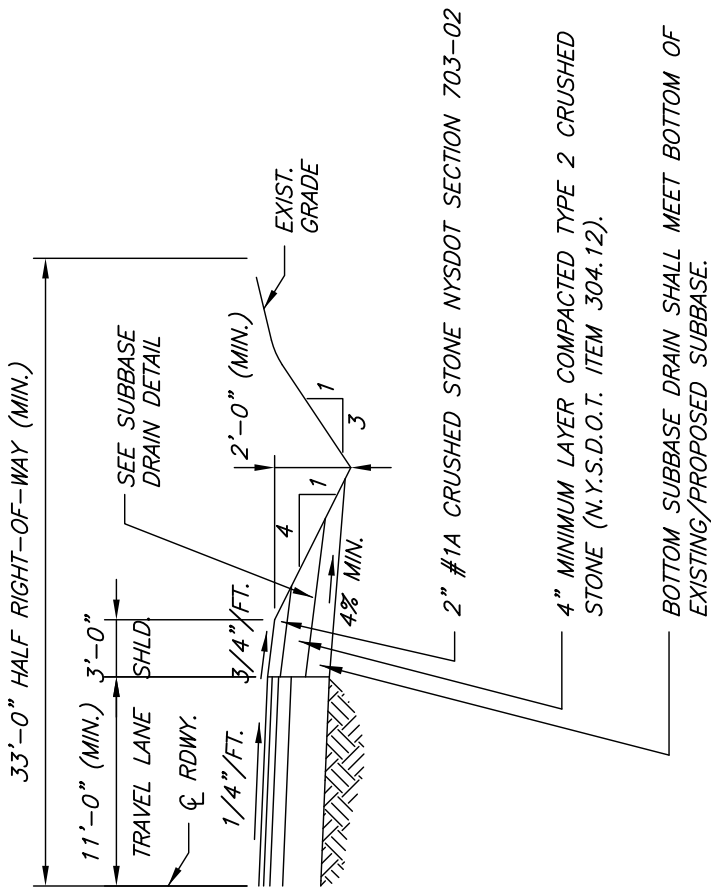 33'-0" HALF RIGHT-OF-WAY (MIN.)
11'-0" (MIN.)
3'-0"
TRAVEL LANE
SHLD.
℄ RDWY.
SEE SUBBASE
DRAIN DETAIL
1/4"/FT.
3/4"/FT.
2'-0" (MIN.)
EXIST.
GRADE
4
1
1
3
4% MIN.
2" #1A CRUSHED STONE NYSDOT SECTION 703-02
4" MINIMUM LAYER COMPACTED TYPE 2 CRUSHED
STONE (N.Y.S.D.O.T. ITEM 304.12).
BOTTOM SUBBASE DRAIN SHALL MEET BOTTOM OF
EXISTING/PROPOSED SUBBASE.